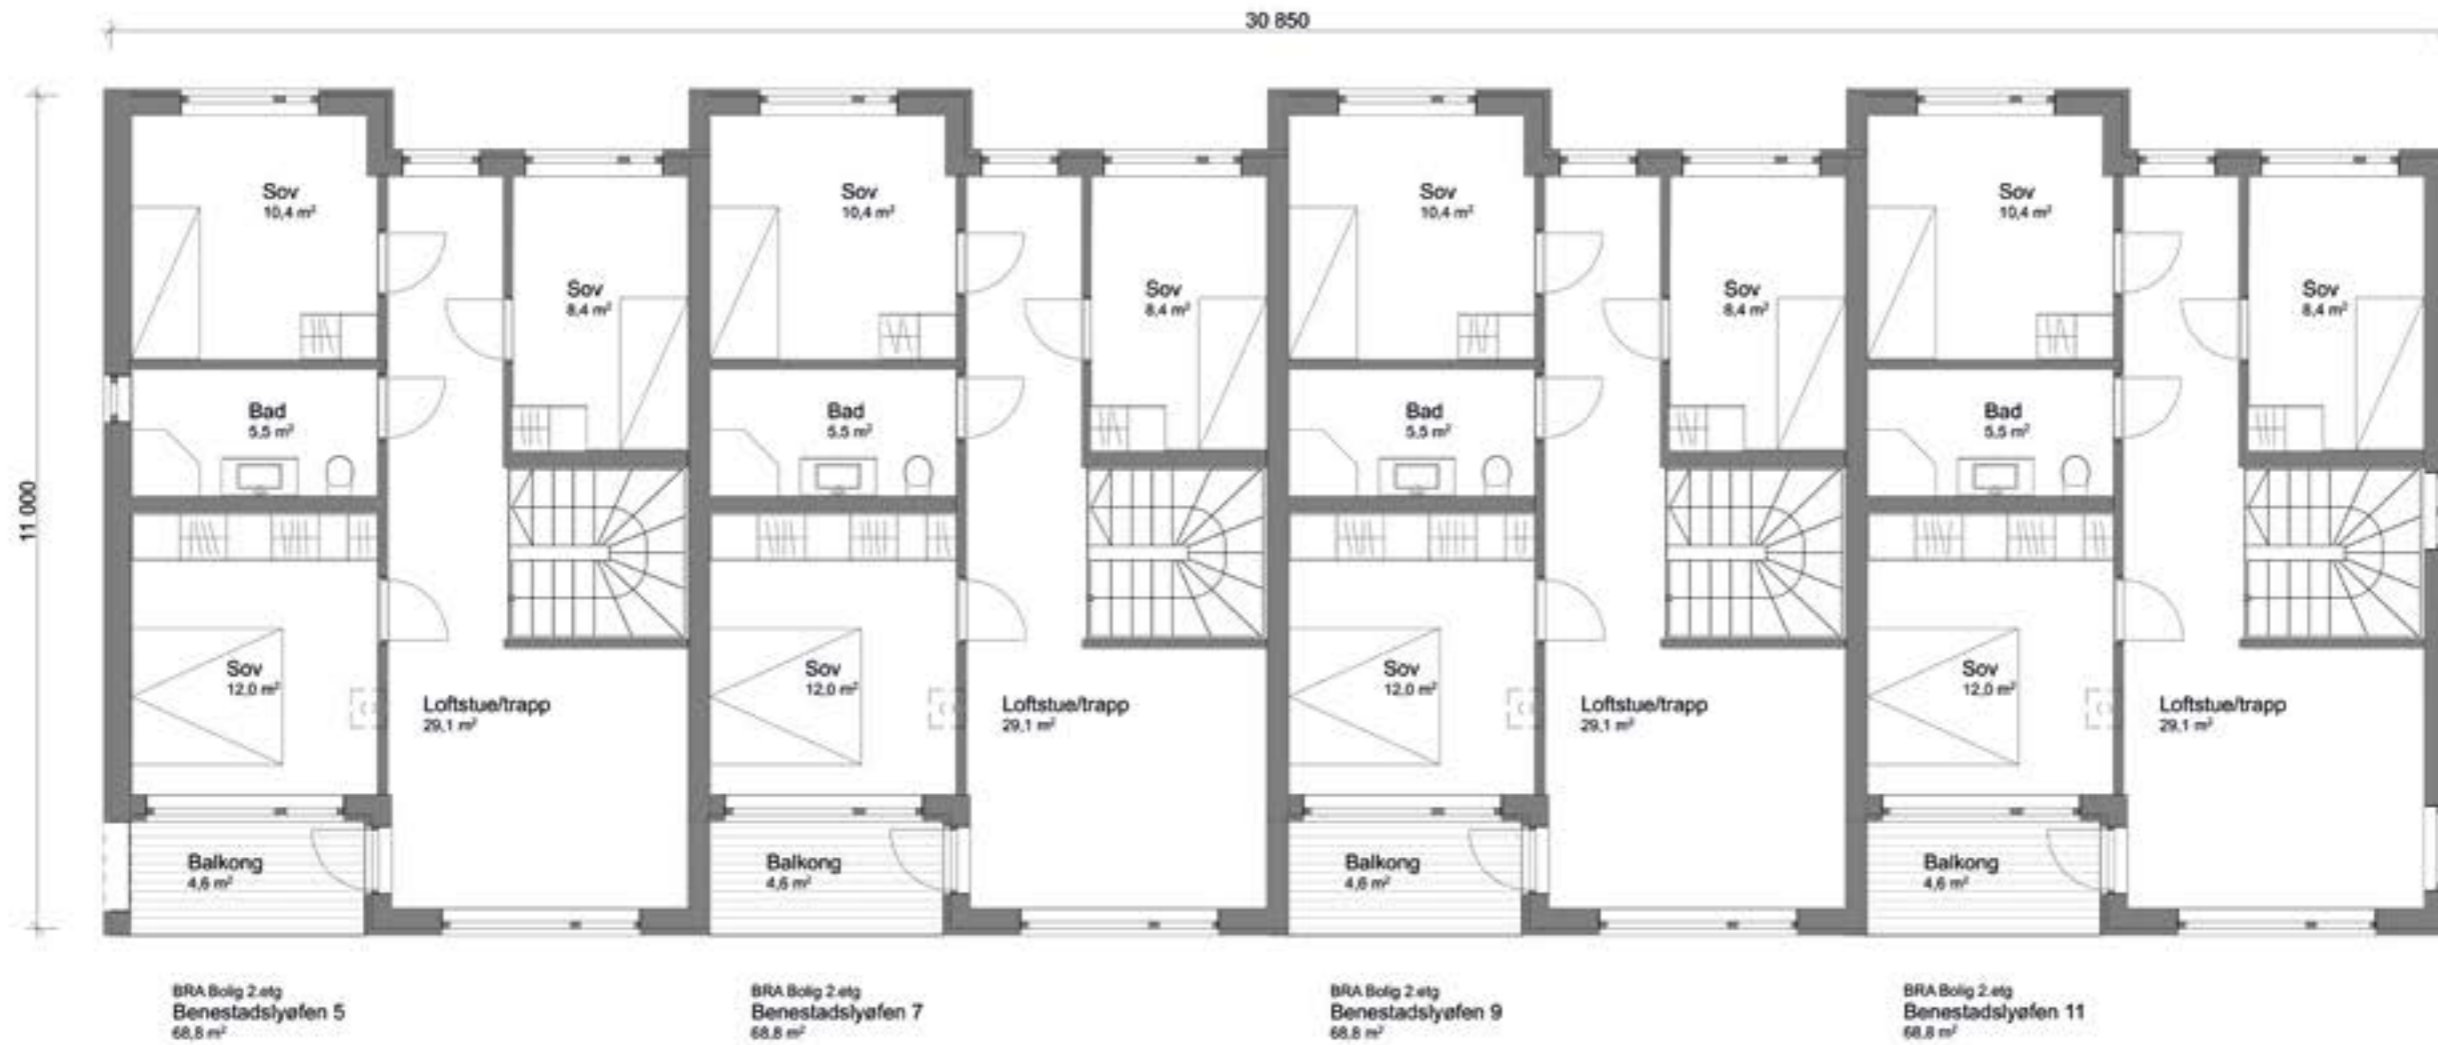 30 850
11 000
Sov
10,4 m²
Sov
8,4 m²
Bad
5,5 m²
Sov
12,0 m²
Loftstue/trapp
29,1 m²
Balkong
4,6 m²
BRA Bolig 2.etg
Benestadslyøfen 5
68,8 m²
Sov
10,4 m²
Sov
8,4 m²
Bad
5,5 m²
Sov
12,0 m²
Loftstue/trapp
29,1 m²
Balkong
4,6 m²
BRA Bolig 2.etg
Benestadslyøfen 7
68,8 m²
Sov
10,4 m²
Sov
8,4 m²
Bad
5,5 m²
Sov
12,0 m²
Loftstue/trapp
29,1 m²
Balkong
4,6 m²
BRA Bolig 2.etg
Benestadslyøfen 9
68,8 m²
Sov
10,4 m²
Sov
8,4 m²
Bad
5,5 m²
Sov
12,0 m²
Loftstue/trapp
29,1 m²
Balkong
4,6 m²
BRA Bolig 2.etg
Benestadslyøfen 11
68,8 m²